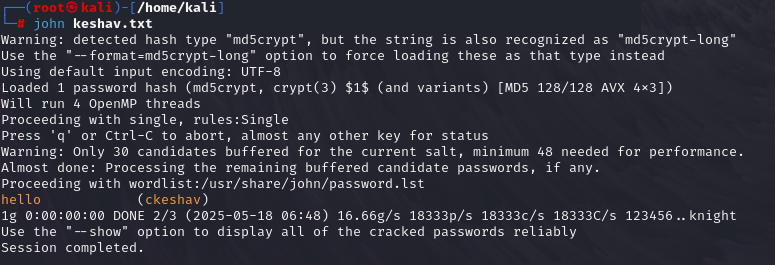 ┌──(root㉿kali)-[/home/kali]
└─# john keshav.txt
Warning: detected hash type "md5crypt", but the string is also recognized as "md5crypt-long"
Use the "--format=md5crypt-long" option to force loading these as that type instead
Using default input encoding: UTF-8
Loaded 1 password hash (md5crypt, crypt(3) $1$ (and variants) [MD5 128/128 AVX 4×3])
Will run 4 OpenMP threads
Proceeding with single, rules:Single
Press 'q' or Ctrl-C to abort, almost any other key for status
Warning: Only 30 candidates buffered for the current salt, minimum 48 needed for performance.
Almost done: Processing the remaining buffered candidate passwords, if any.
Proceeding with wordlist:/usr/share/john/password.lst
hello            (ckeshav)
1g 0:00:00:00 DONE 2/3 (2025-05-18 06:48) 16.66g/s 18333p/s 18333c/s 18333C/s 123456..knight
Use the "--show" option to display all of the cracked passwords reliably
Session completed.